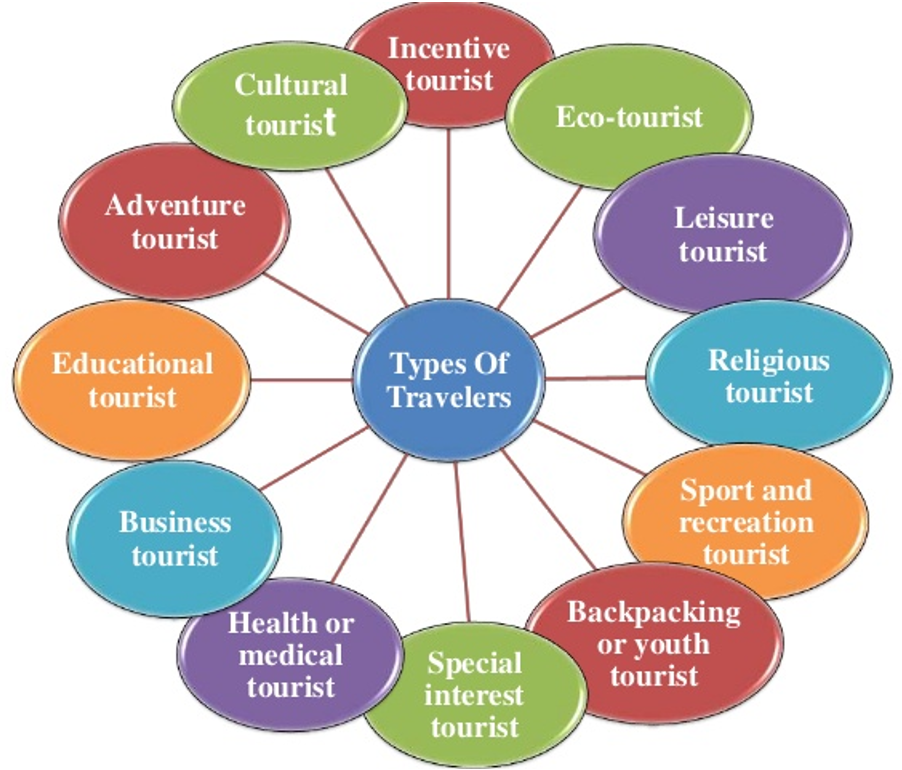 Incentive
tourist
Eco-tourist
Leisure
tourist
Religious
tourist
Sport and
recreation
tourist
Backpacking
or youth
tourist
Special
interest
tourist
Health or
medical
tourist
Business
tourist
Educational
tourist
Adventure
tourist
Cultural
tourist
Types Of
Travelers